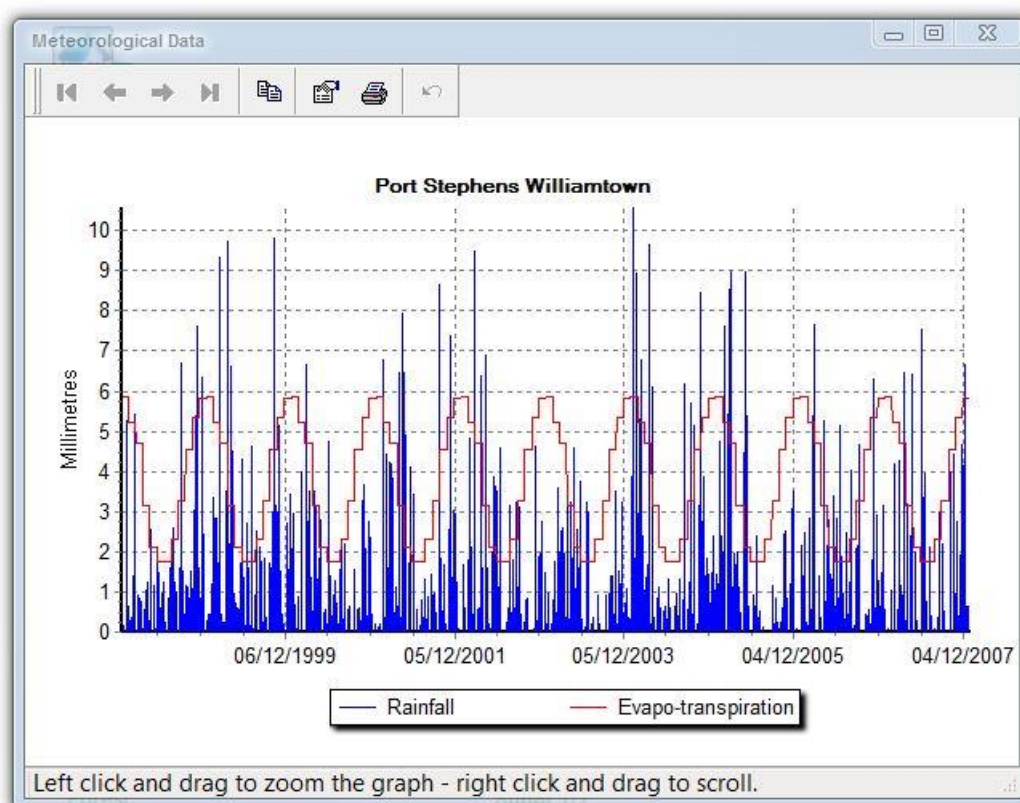 Meteorological Data
Port Stephens Williamtown
Millimetres
10
9
8
7
6
5
4
3
2
1
0
06/12/1999 05/12/2001 05/12/2003 04/12/2005 04/12/2007
Rainfall Evapo-transpiration
Left click and drag to zoom the graph - right click and drag to scroll.